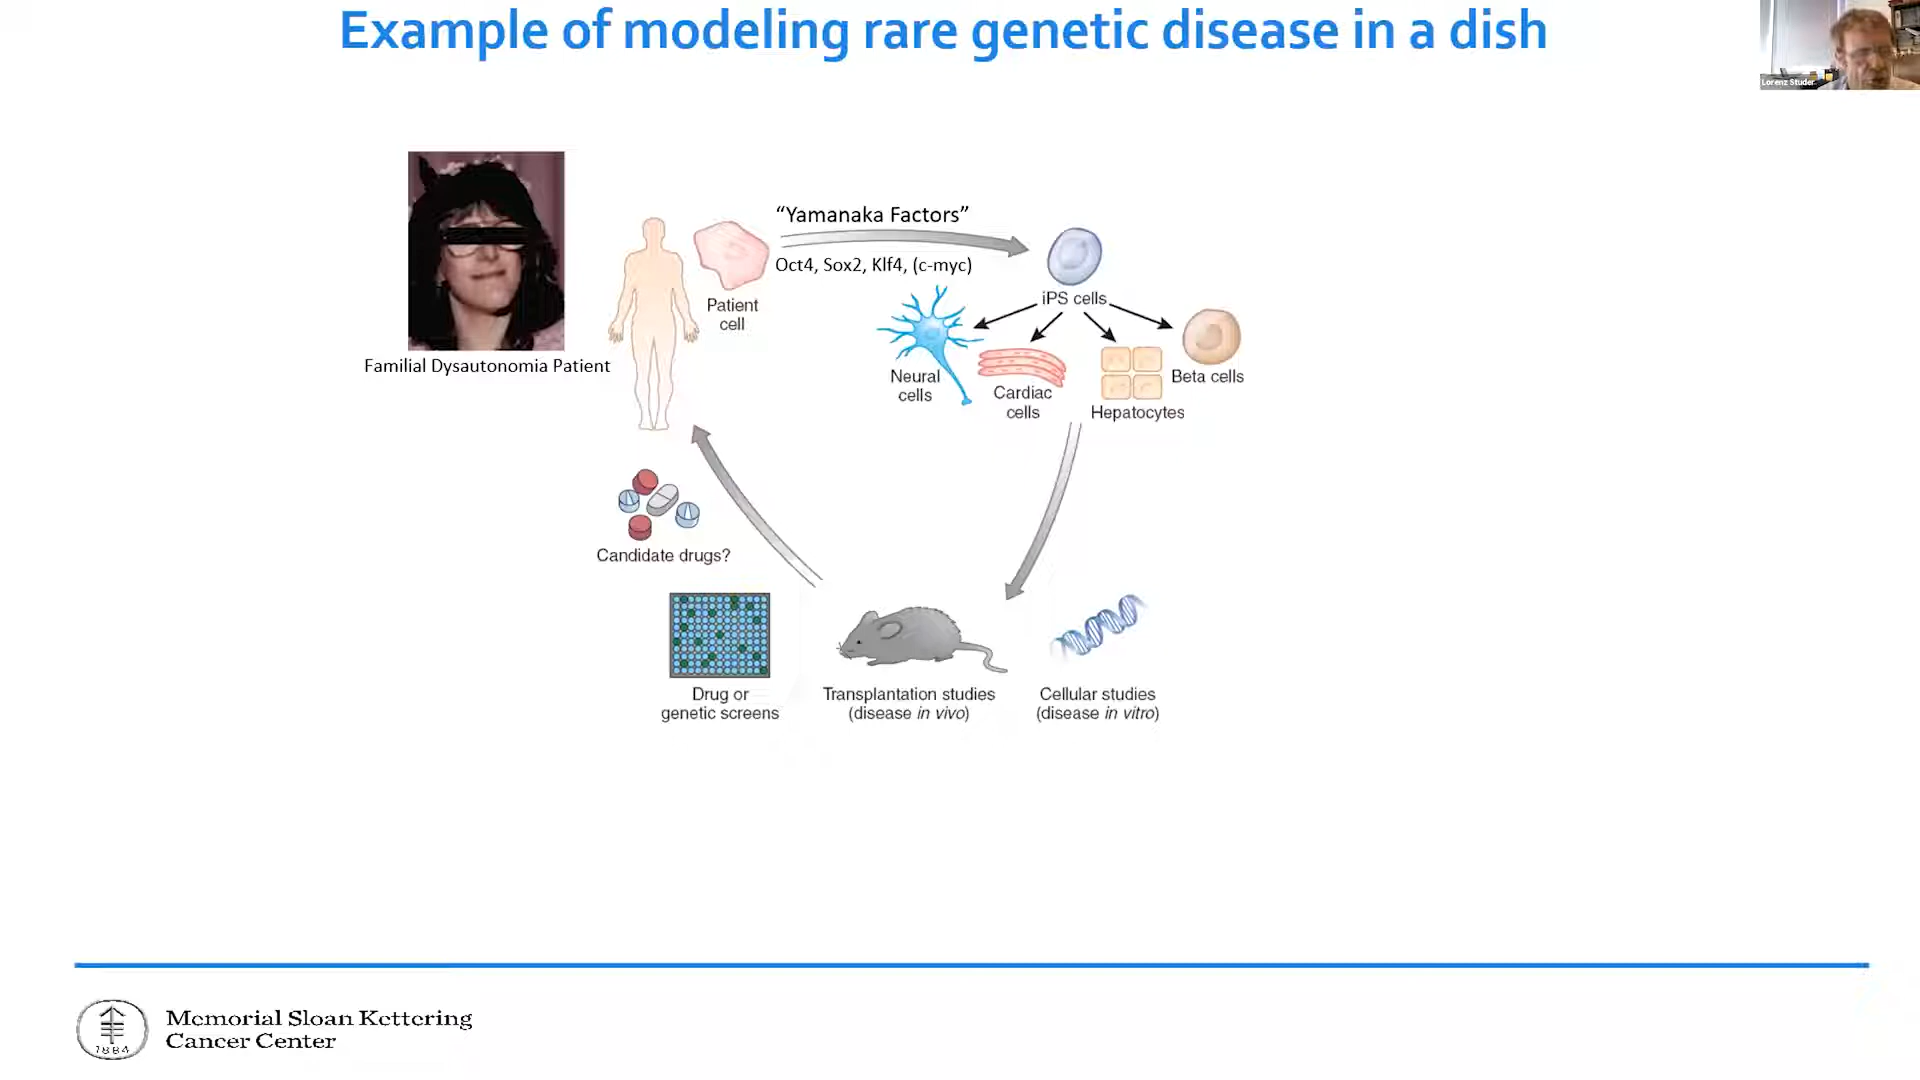 Example of modeling rare genetic disease in a dish
Lorenz Studer
Familial Dysautonomia Patient
Patient
cell
“Yamanaka Factors”
Oct4, Sox2, Klf4, (c-myc)
iPS cells
Neural
cells
Cardiac
cells
Hepatocytes
Beta cells
Candidate drugs?
Drug or
genetic screens
Transplantation studies
(disease in vivo)
Cellular studies
(disease in vitro)
1884
Memorial Sloan Kettering
Cancer Center